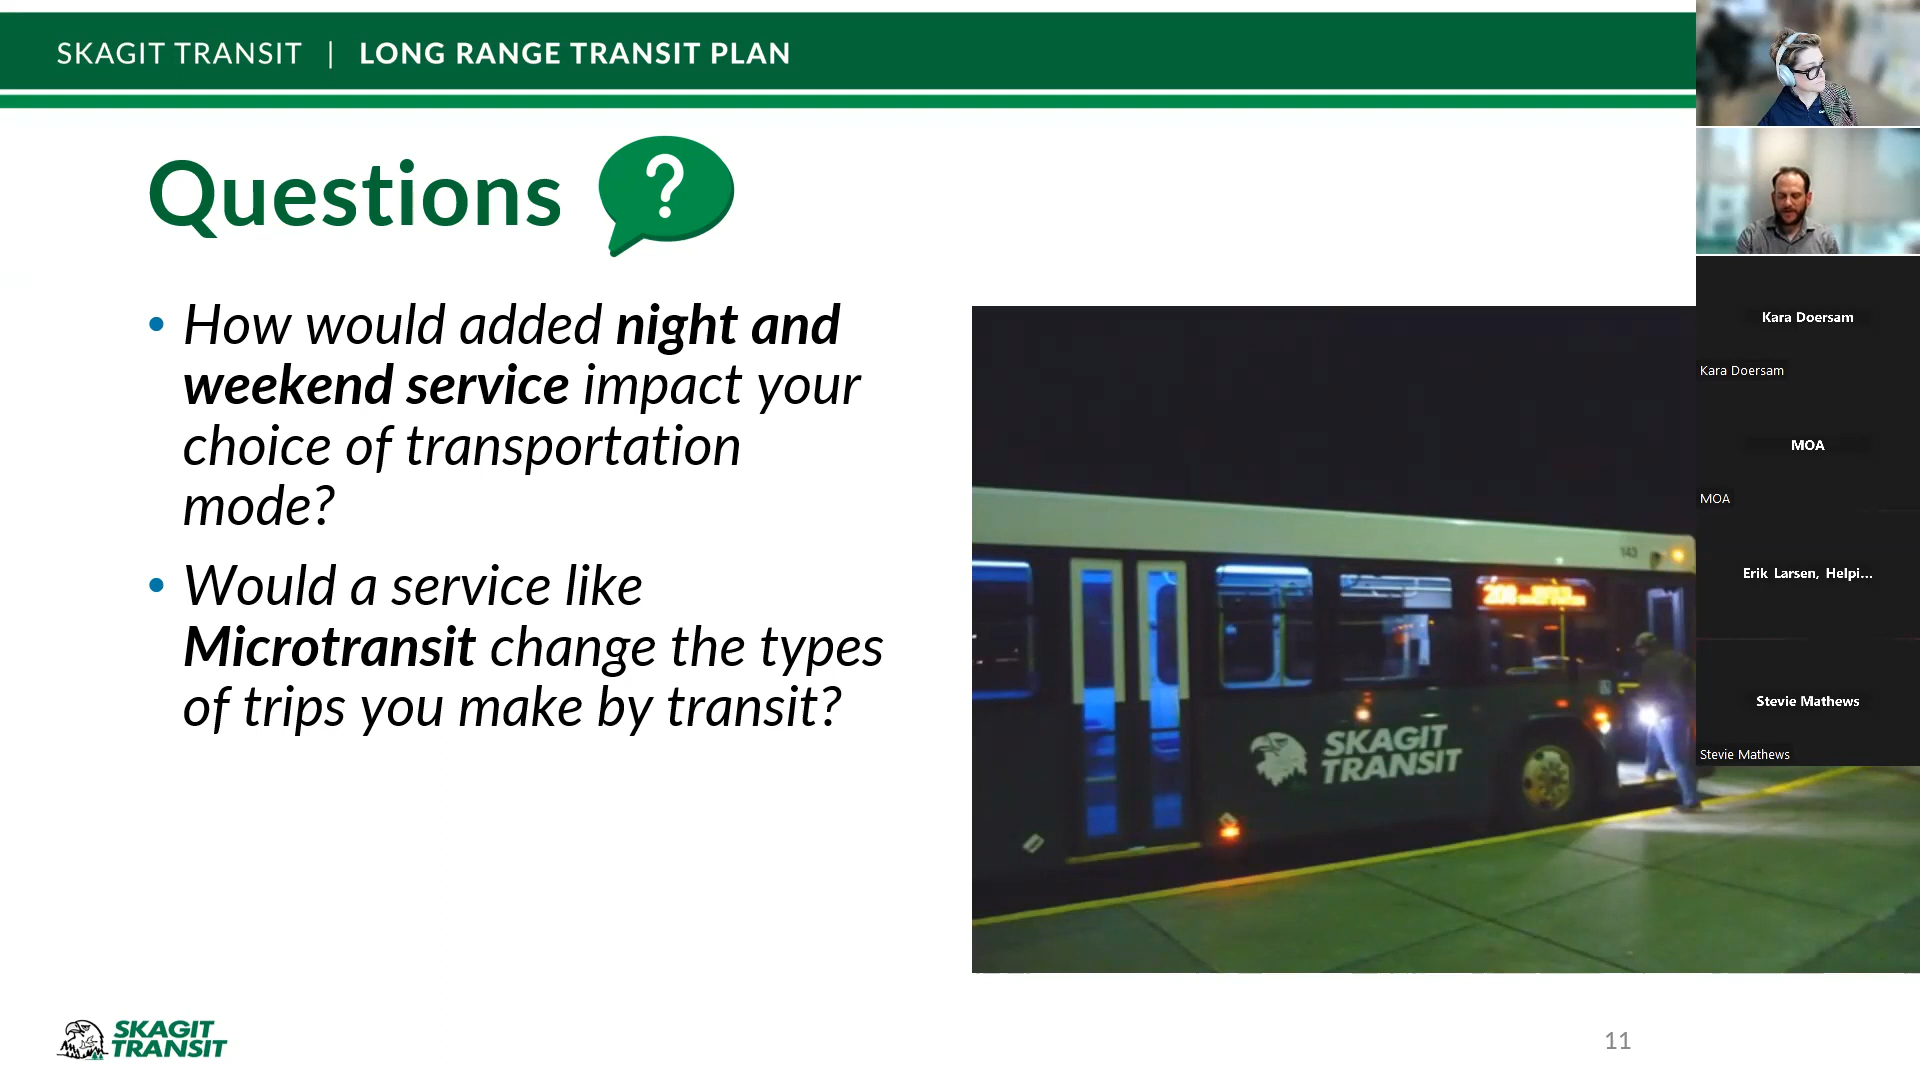 SKAGIT TRANSIT | LONG RANGE TRANSIT PLAN
Questions
?
• How would added night and
weekend service impact your
choice of transportation
mode?
• Would a service like
Microtransit change the types
of trips you make by transit?
143
SKAGIT
TRANSIT
Kara Doersam
Kara Doersam
MOA
MOA
Erik Larsen, Helpi...
Stevie Mathews
Stevie Mathews
SKAGIT
TRANSIT
11